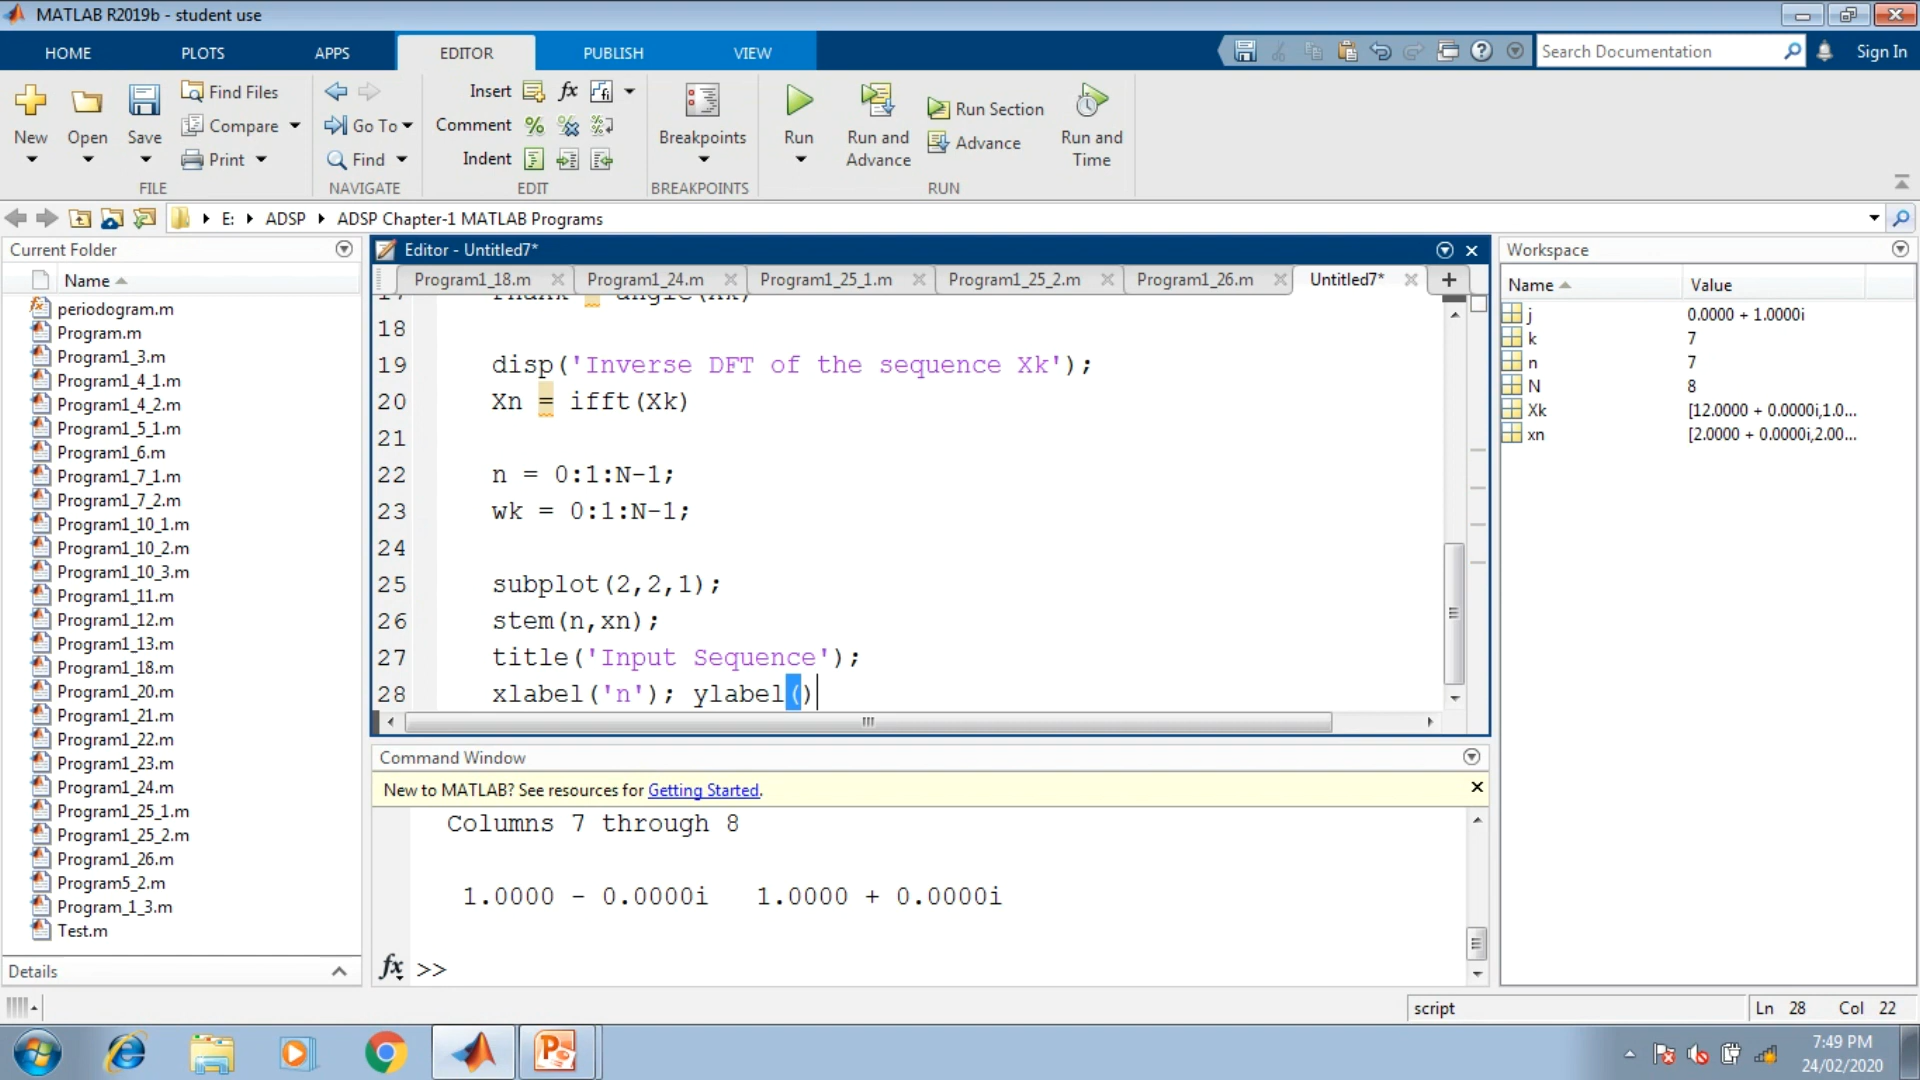 MATLAB R2019b - student use
HOME PLOTS APPS EDITOR PUBLISH VIEW Search Documentation Sign In
New Open Save Find Files Compare Print FILE
Go To Find NAVIGATE
Insert fx Comment % Indent EDIT
Breakpoints BREAKPOINTS
Run Run and Advance Run Section Advance Run and Time RUN
E: ADSP ADSP Chapter-1 MATLAB Programs
Current Folder
Name
periodogram.m
Program.m
Program1_3.m
Program1_4_1.m
Program1_4_2.m
Program1_5_1.m
Program1_6.m
Program1_7_1.m
Program1_7_2.m
Program1_10_1.m
Program1_10_2.m
Program1_10_3.m
Program1_11.m
Program1_12.m
Program1_13.m
Program1_18.m
Program1_20.m
Program1_21.m
Program1_22.m
Program1_23.m
Program1_24.m
Program1_25_1.m
Program1_25_2.m
Program1_26.m
Program5_2.m
Program_1_3.m
Test.m
Details
Editor - Untitled7*
Program1_18.m Program1_24.m Program1_25_1.m Program1_25_2.m Program1_26.m Untitled7*
18
19 disp('Inverse DFT of the sequence Xk');
20 Xn = ifft(Xk)
21
22 n = 0:1:N-1;
23 wk = 0:1:N-1;
24
25 subplot(2,2,1);
26 stem(n,xn);
27 title('Input Sequence');
28 xlabel('n'); ylabel()
Command Window
New to MATLAB? See resources for Getting Started.
Columns 7 through 8
1.0000 - 0.0000i 1.0000 + 0.0000i
fx >>
Workspace
Name Value
j 0.0000 + 1.0000i
k 7
n 7
N 8
Xk [12.0000 + 0.0000i,1.0...
xn [2.0000 + 0.0000i,2.00...
script Ln 28 Col 22
7:49 PM
24/02/2020